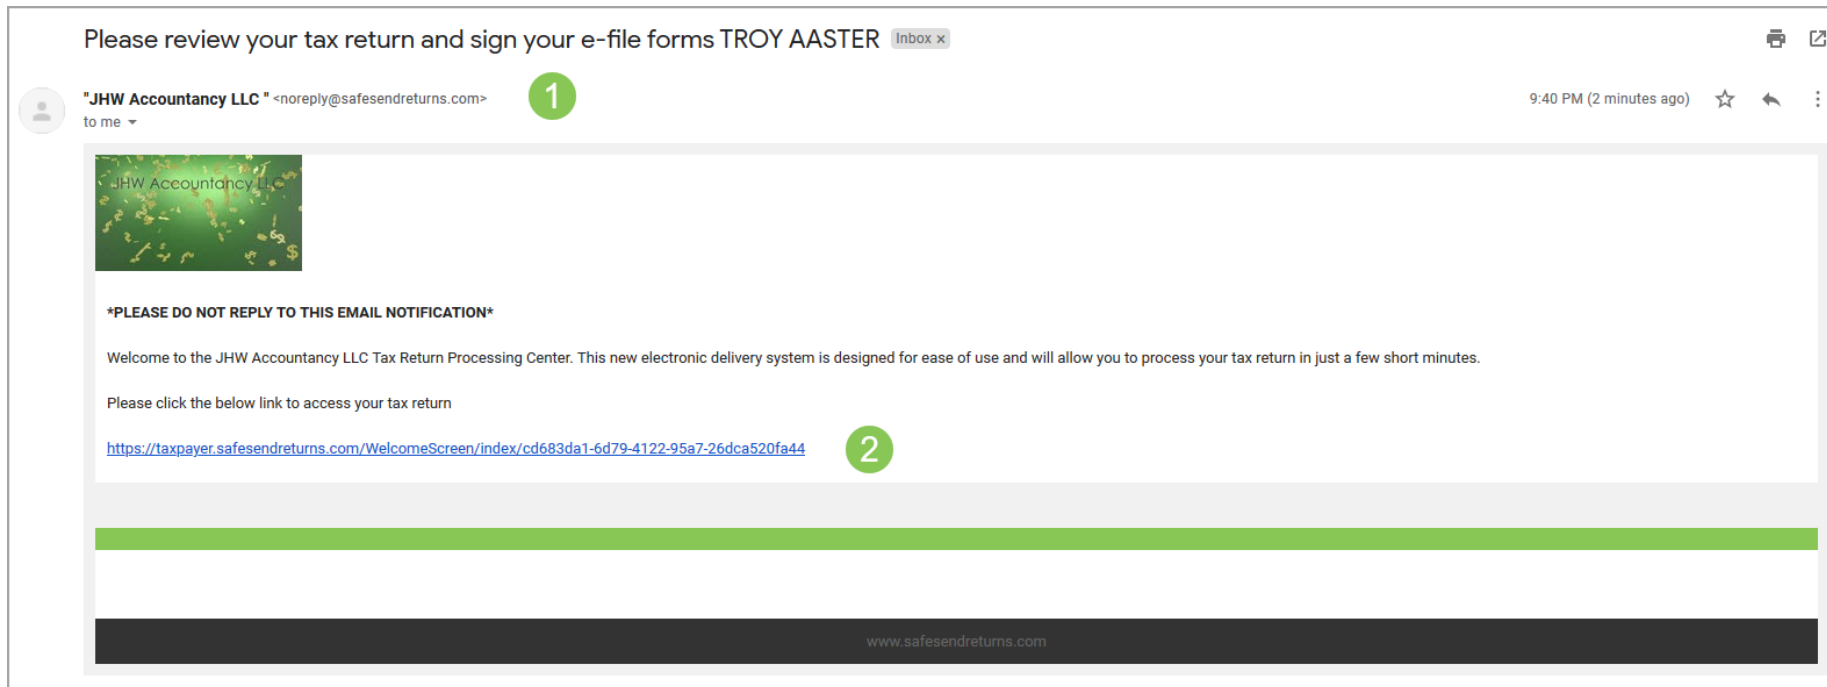 Please review your tax return and sign your e-file forms TROY AASTER Inbox x
"JHW Accountancy LLC " <noreply@safesendreturns.com> 1 9:40 PM (2 minutes ago)
to me
JHW Accountancy LLC
*PLEASE DO NOT REPLY TO THIS EMAIL NOTIFICATION*
Welcome to the JHW Accountancy LLC Tax Return Processing Center. This new electronic delivery system is designed for ease of use and will allow you to process your tax return in just a few short minutes.
Please click the below link to access your tax return
https://taxpayer.safesendreturns.com/WelcomeScreen/index/cd683da1-6d79-4122-95a7-26dca520fa44 2
www.safesendreturns.com